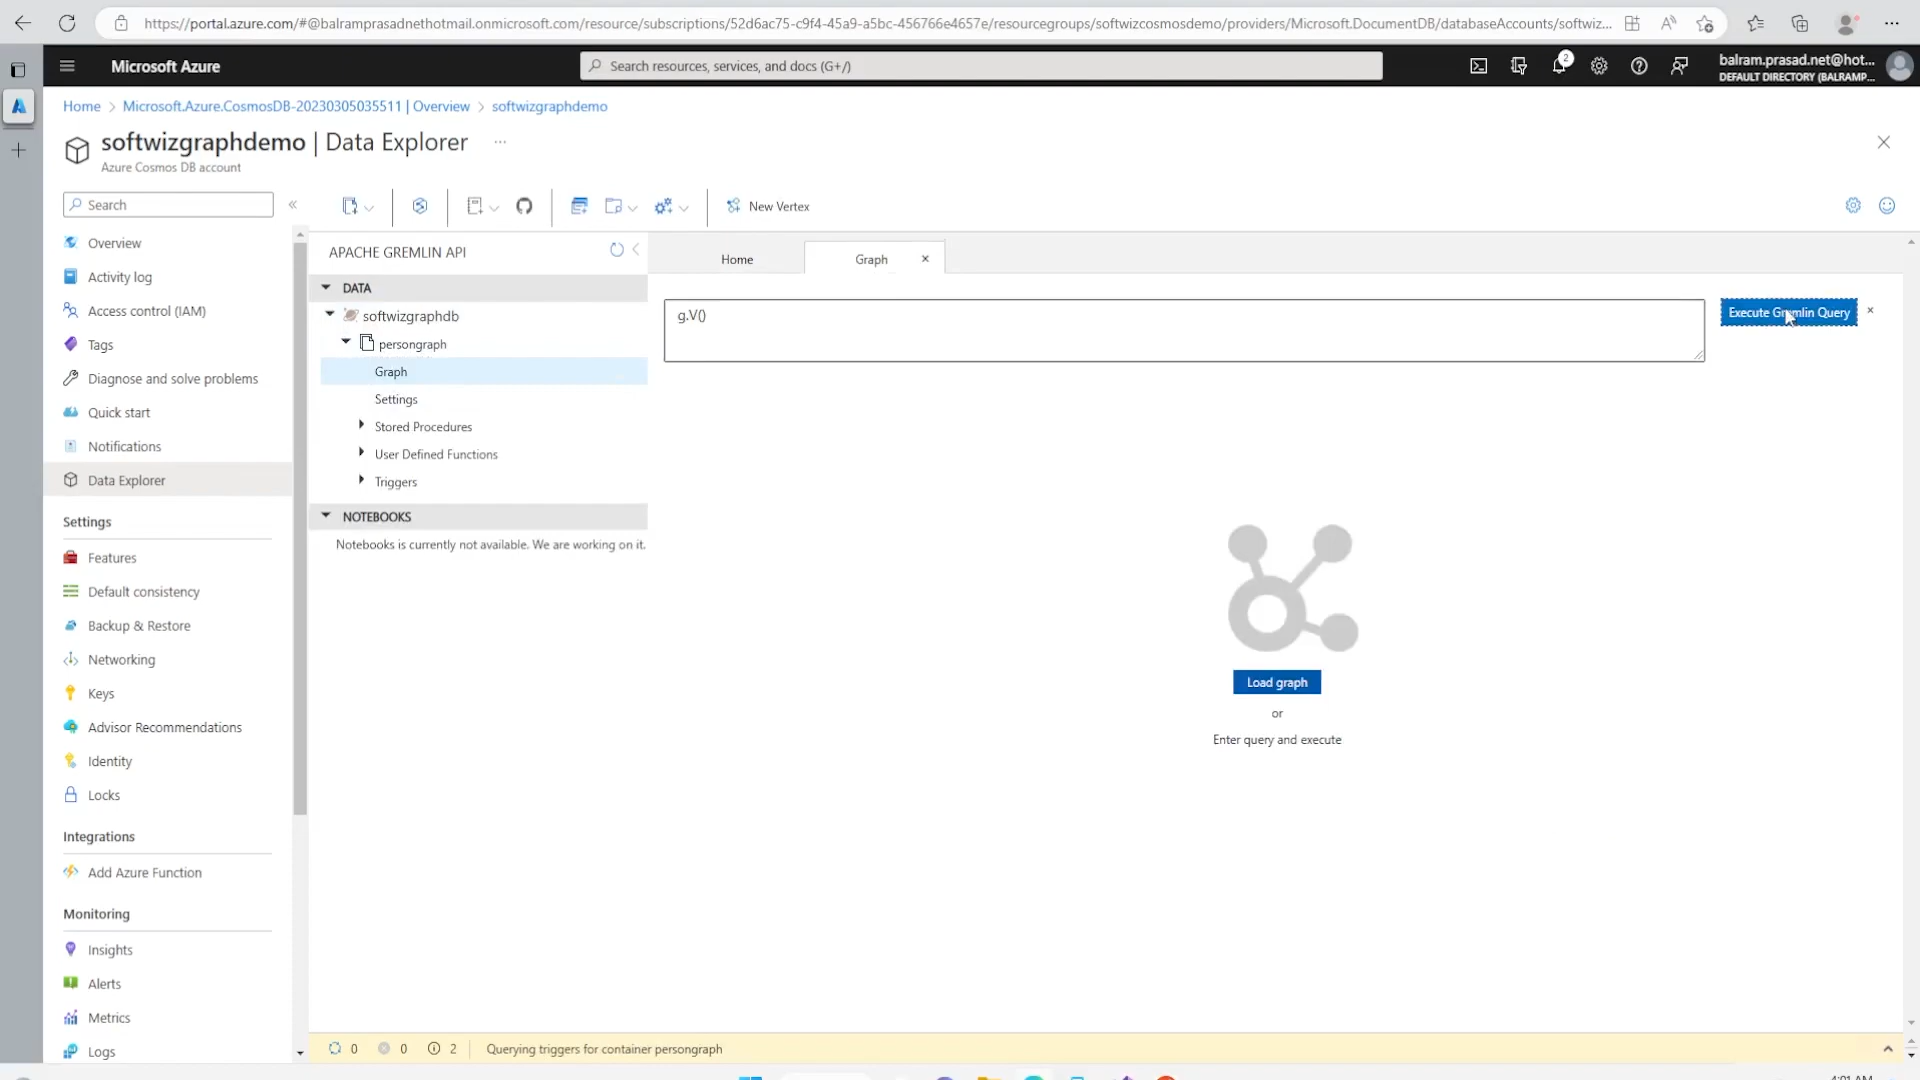 https://portal.azure.com/#@balramprasadnethotmail.onmicrosoft.com/resource/subscriptions/52d6ac75-c9f4-45a9-a5bc-456766e4657e/resourcegroups/softwizcosmosdemo/providers/Microsoft.DocumentDB/databaseAccounts/softwiz...
Microsoft Azure
Search resources, services, and docs (G+/)
2
balram.prasad.net@hot...
DEFAULT DIRECTORY (BALRAMP...
Home > Microsoft.Azure.CosmosDB-20230305035511 | Overview > softwizgraphdemo
softwizgraphdemo | Data Explorer ...
Azure Cosmos DB account
Search
«
New Vertex
Overview
Activity log
Access control (IAM)
Tags
Diagnose and solve problems
Quick start
Notifications
Data Explorer
Settings
Features
Default consistency
Backup & Restore
Networking
Keys
Advisor Recommendations
Identity
Locks
Integrations
Add Azure Function
Monitoring
Insights
Alerts
Metrics
Logs
APACHE GREMLIN API
DATA
softwizgraphdb
persongraph
Graph
Settings
Stored Procedures
User Defined Functions
Triggers
NOTEBOOKS
Notebooks is currently not available. We are working on it.
Home
Graph
g.V()
Execute Gremlin Query
Load graph
or
Enter query and execute
0 0 2 Querying triggers for container persongraph